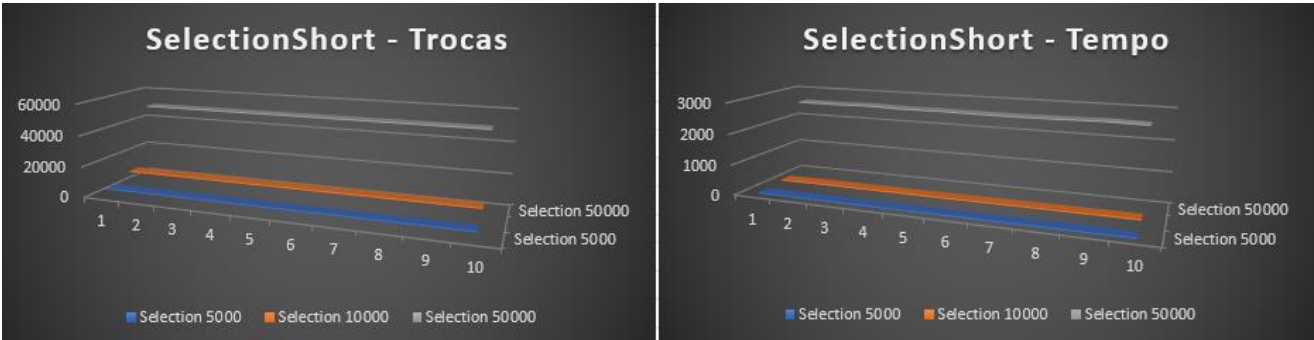 SelectionShort - Trocas
60000
40000
20000
0
1 2 3 4 5 6 7 8 9 10
Selection 50000
Selection 5000
Selection 5000 Selection 10000 Selection 50000
SelectionShort - Tempo
3000
2000
1000
0
1 2 3 4 5 6 7 8 9 10
Selection 50000
Selection 5000
Selection 5000 Selection 10000 Selection 50000